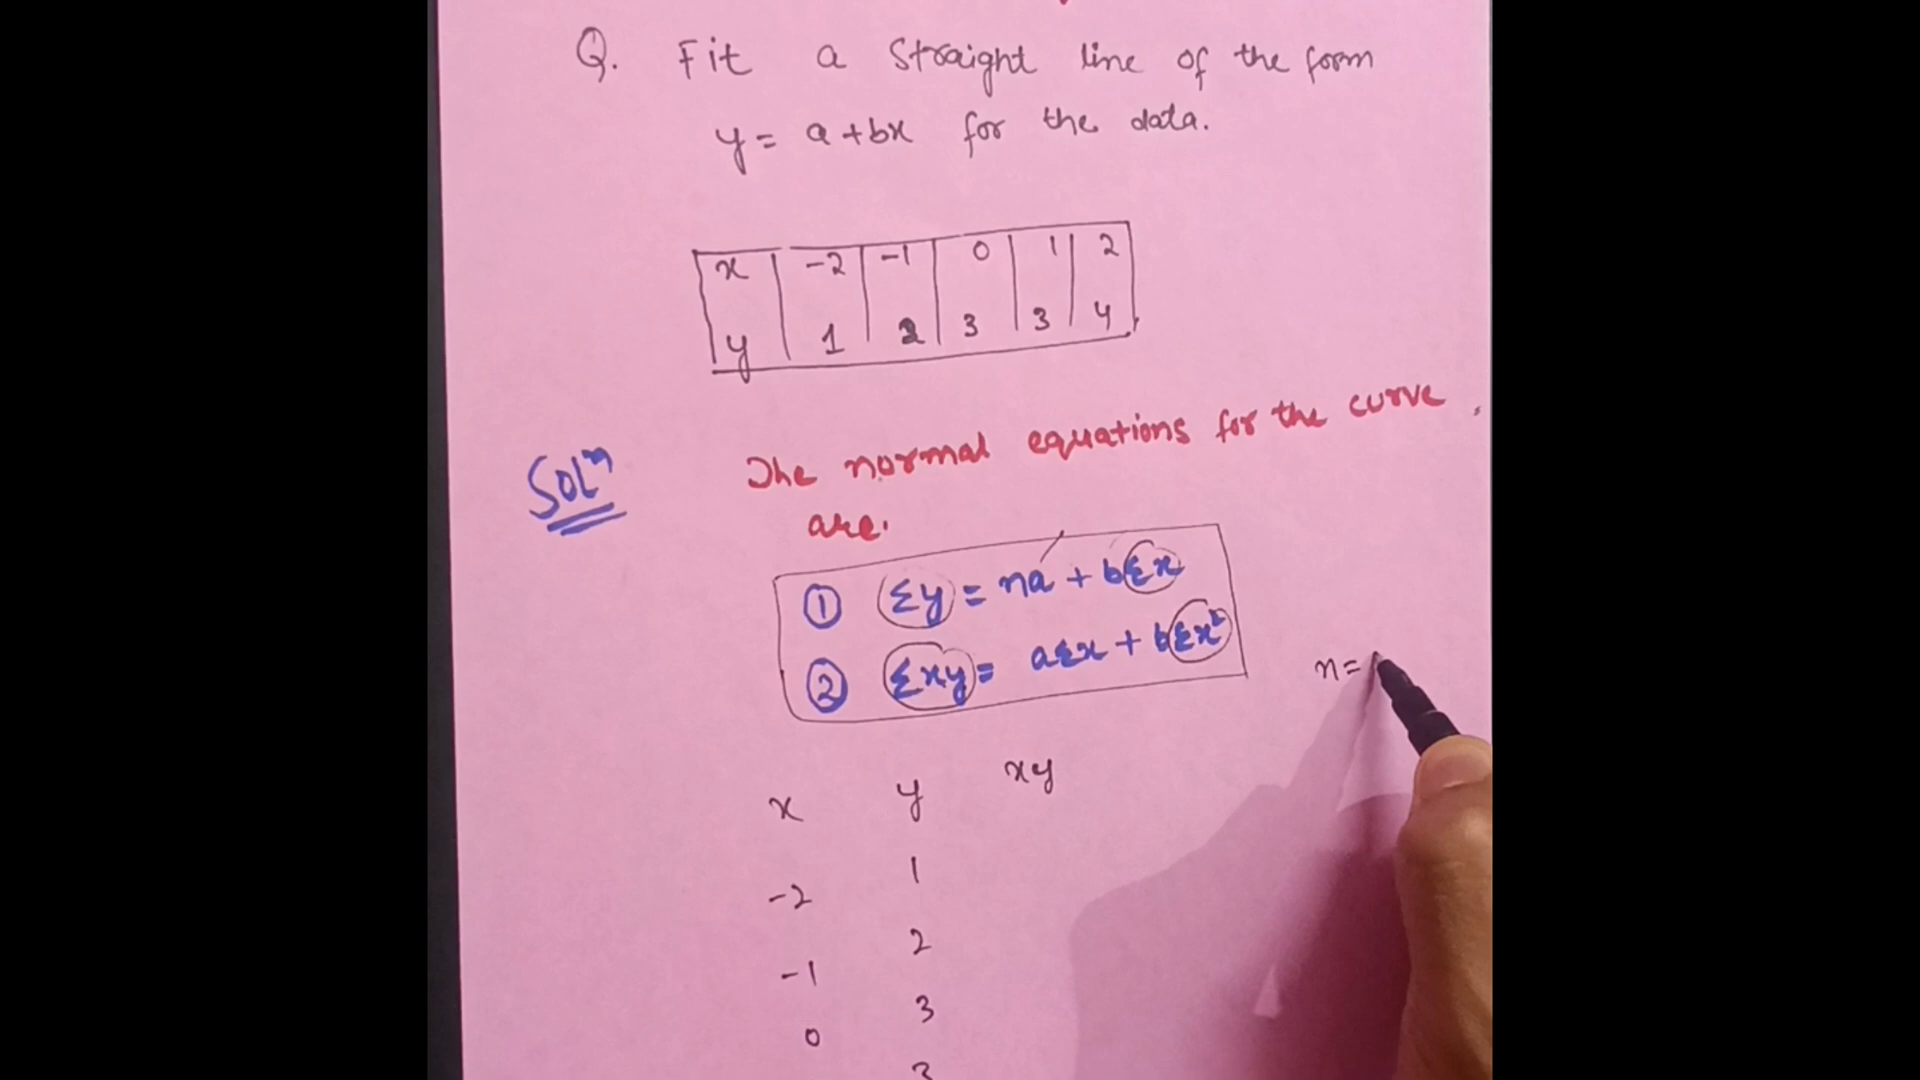 Q. Fit a straight line of the form
y = a + bx for the data.
x -2 -1 0 1 2
y 1 2 3 3 4
Solⁿ The normal equations for the curve
are.
① Σy = na + bΣx
② Σxy = aΣx + bΣx²
n=
x y xy
-2 1
-1 2
0 3
3